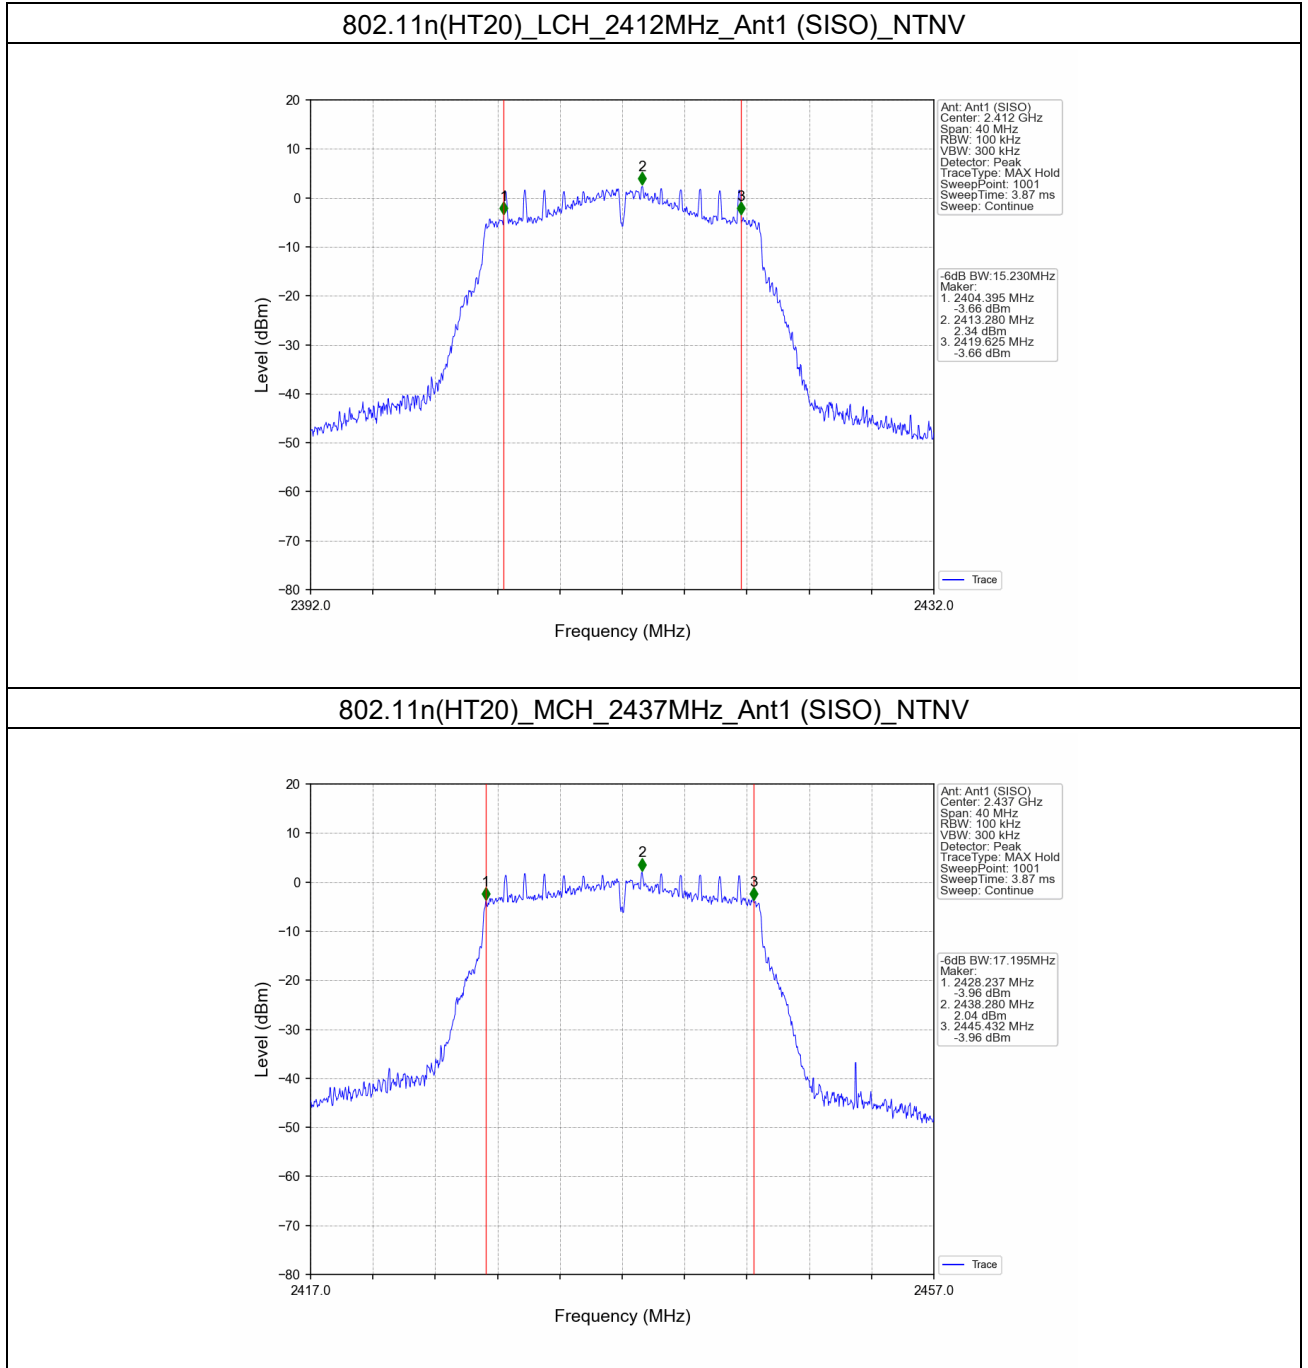 802.11n(HT20)_LCH_2412MHz_Ant1 (SISO)_NTNV
20
10
0
−10
−20
−30
−40
−50
−60
−70
−80
Level (dBm)
1
2
3
2392.0
2432.0
Frequency (MHz)
Ant: Ant1 (SISO)
Center: 2.412 GHz
Span: 40 MHz
RBW: 100 kHz
VBW: 300 kHz
Detector: Peak
TraceType: MAX Hold
SweepPoint: 1001
SweepTime: 3.87 ms
Sweep: Continue
-6dB BW:15.230MHz
Maker:
1. 2404.395 MHz
-3.66 dBm
2. 2413.280 MHz
2.34 dBm
3. 2419.625 MHz
-3.66 dBm
Trace
802.11n(HT20)_MCH_2437MHz_Ant1 (SISO)_NTNV
20
10
0
−10
−20
−30
−40
−50
−60
−70
−80
Level (dBm)
1
2
3
2417.0
2457.0
Frequency (MHz)
Ant: Ant1 (SISO)
Center: 2.437 GHz
Span: 40 MHz
RBW: 100 kHz
VBW: 300 kHz
Detector: Peak
TraceType: MAX Hold
SweepPoint: 1001
SweepTime: 3.87 ms
Sweep: Continue
-6dB BW:17.195MHz
Maker:
1. 2428.237 MHz
-3.96 dBm
2. 2438.280 MHz
2.04 dBm
3. 2445.432 MHz
-3.96 dBm
Trace